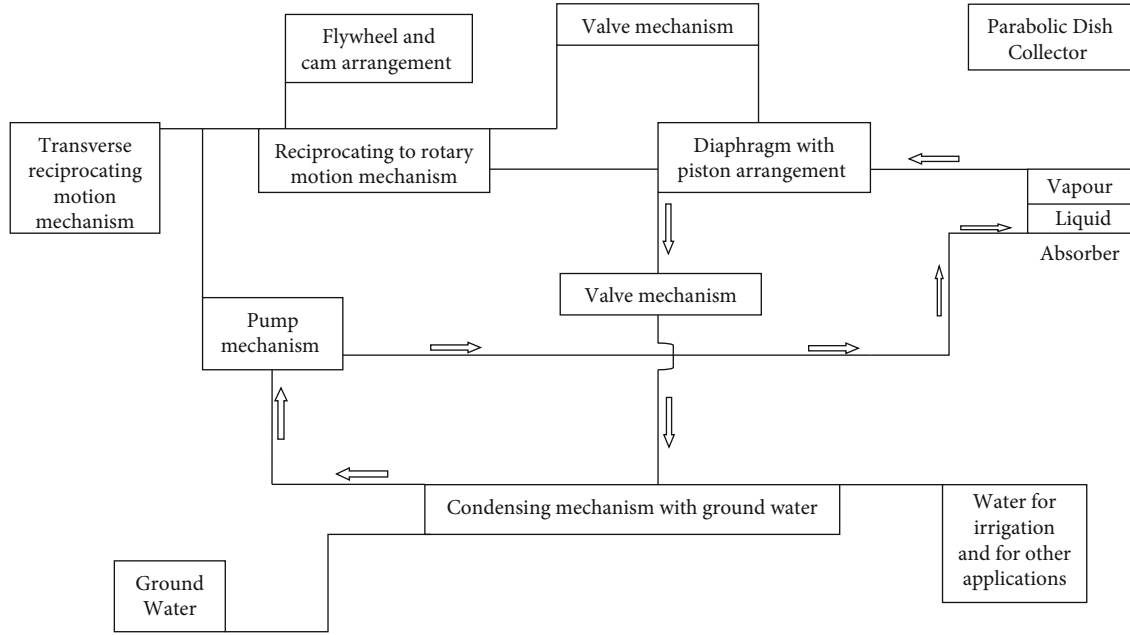 Flywheel and
cam arrangement
Valve mechanism
Parabolic Dish
Collector
Transverse
reciprocating
motion
mechanism
Reciprocating to rotary
motion mechanism
Diaphragm with
piston arrangement
Vapour
Liquid
Absorber
Valve mechanism
Pump
mechanism
Condensing mechanism with ground water
Water for
irrigation
and for other
applications
Ground
Water